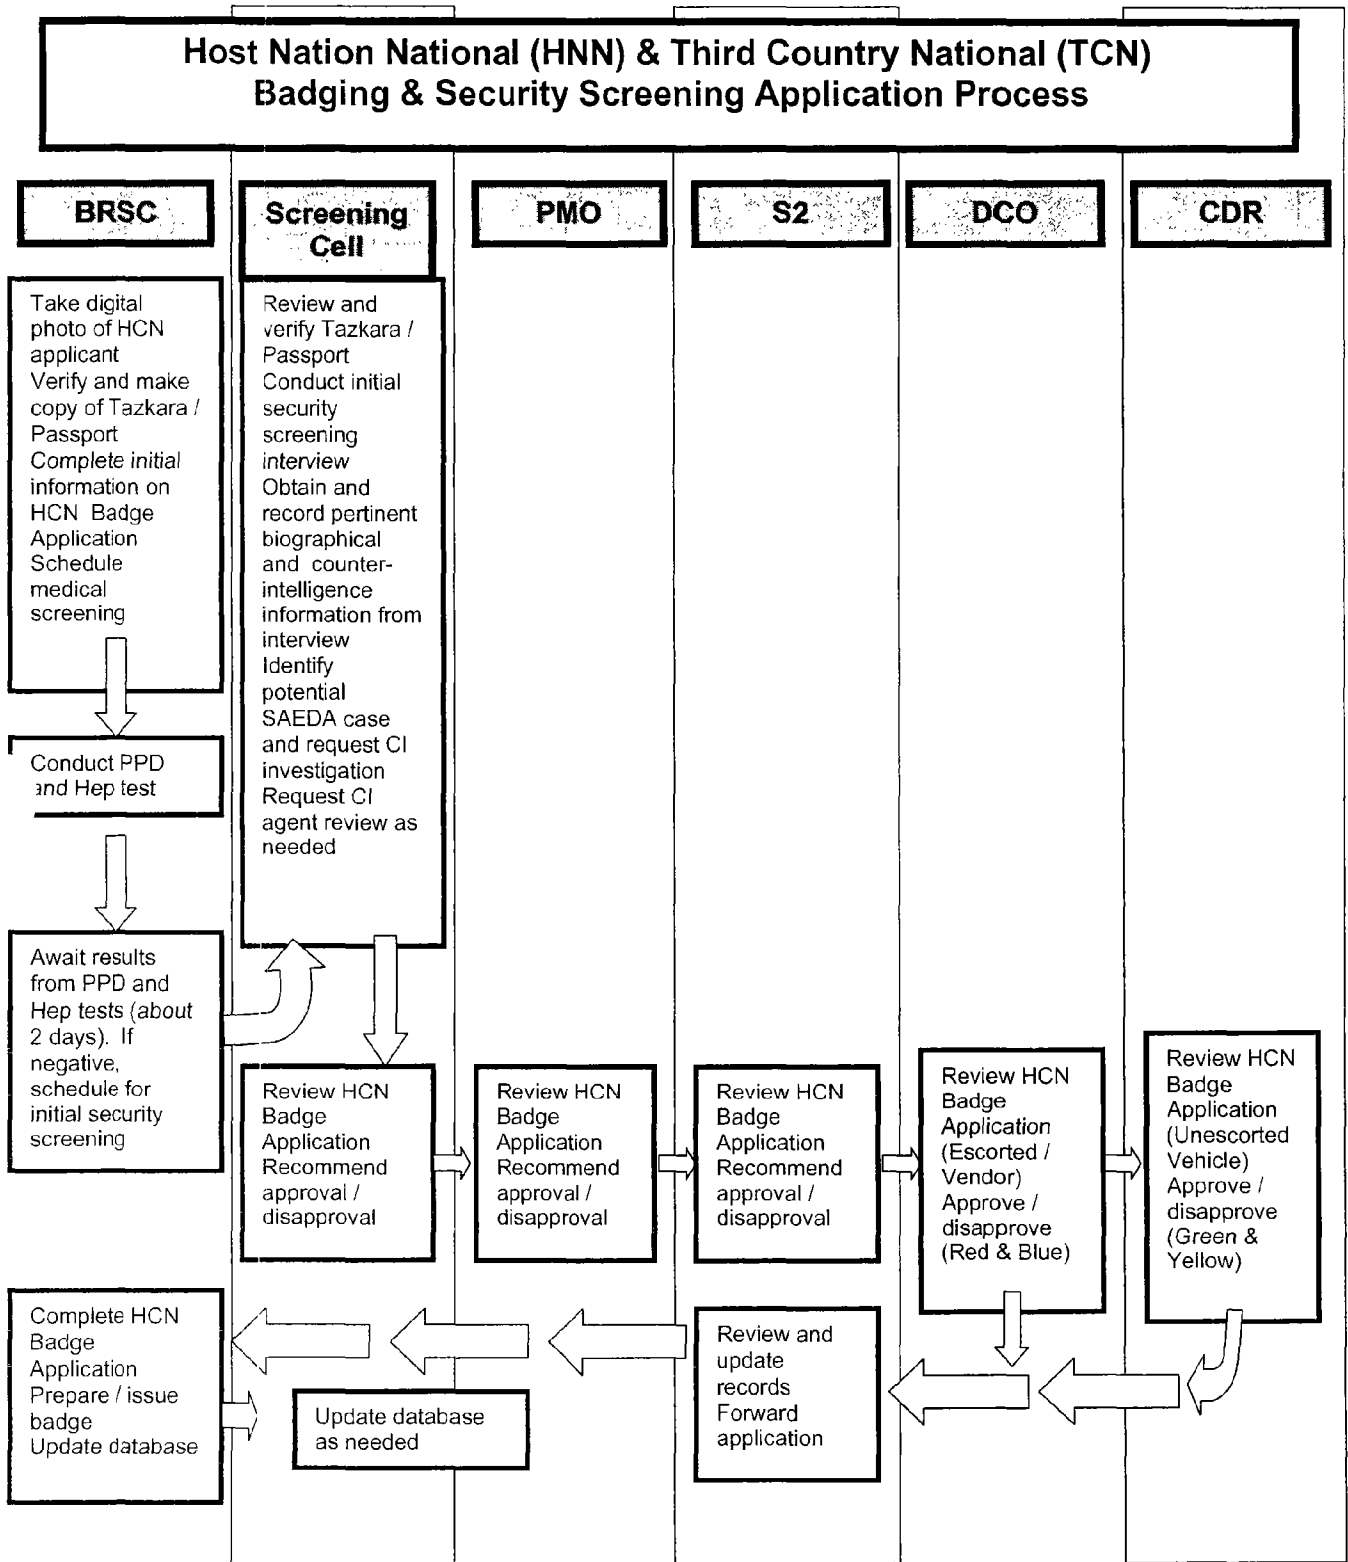 Host Nation National (HNN) & Third Country National (TCN)
Badging & Security Screening Application Process
BRSC
Screening
Cell
PMO
S2
DCO
CDR
Take digital
photo of HCN
applicant
Verify and make
copy of Tazkara /
Passport
Complete initial
information on
HCN Badge
Application
Schedule
medical
screening
Conduct PPD
and Hep test
Await results
from PPD and
Hep tests (about
2 days). If
negative,
schedule for
initial security
screening
Review and
verify Tazkara /
Passport
Conduct initial
security
screening
interview
Obtain and
record pertinent
biographical
and counter-
intelligence
information from
interview
Identify
potential
SAEDA case
and request CI
investigation
Request CI
agent review as
needed
Review HCN
Badge
Application
Recommend
approval /
disapproval
Review HCN
Badge
Application
Recommend
approval /
disapproval
Review HCN
Badge
Application
Recommend
approval /
disapproval
Review HCN
Badge
Application
(Escorted /
Vendor)
Approve /
disapprove
(Red & Blue)
Review HCN
Badge
Application
(Unescorted
Vehicle)
Approve /
disapprove
(Green &
Yellow)
Review and
update
records
Forward
application
Complete HCN
Badge
Application
Prepare / issue
badge
Update database
Update database
as needed